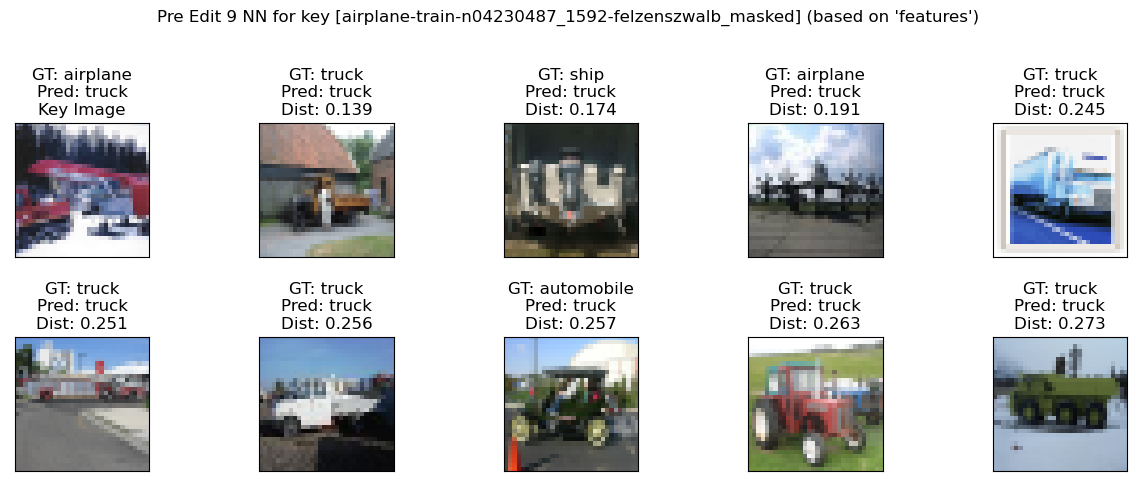 Pre Edit 9 NN for key [airplane-train-n04230487_1592-felzenszwalb_masked] (based on 'features')
GT: airplane
Pred: truck
Key Image
GT: truck
Pred: truck
Dist: 0.139
GT: ship
Pred: truck
Dist: 0.174
GT: airplane
Pred: truck
Dist: 0.191
GT: truck
Pred: truck
Dist: 0.245
GT: truck
Pred: truck
Dist: 0.251
GT: truck
Pred: truck
Dist: 0.256
GT: automobile
Pred: truck
Dist: 0.257
GT: truck
Pred: truck
Dist: 0.263
GT: truck
Pred: truck
Dist: 0.273